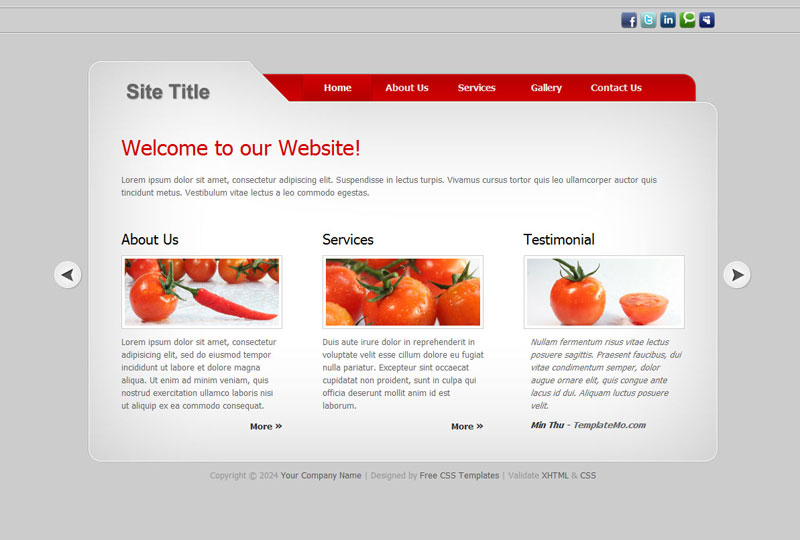 Site Title
Home About Us Services Gallery Contact Us
Welcome to our Website!
Lorem ipsum dolor sit amet, consectetur adipiscing elit. Suspendisse in lectus turpis. Vivamus cursus tortor quis leo ullamcorper auctor quis
tincidunt metus. Vestibulum vitae lectus a leo commodo egestas.
About Us
Lorem ipsum dolor sit amet, consectetur
adipisicing elit, sed do eiusmod tempor
incididunt ut labore et dolore magna
aliqua. Ut enim ad minim veniam, quis
nostrud exercitation ullamco laboris nisi
ut aliquip ex ea commodo consequat.
More »
Services
Duis aute irure dolor in reprehenderit in
voluptate velit esse cillum dolore eu fugiat
nulla pariatur. Excepteur sint occaecat
cupidatat non proident, sunt in culpa qui
officia deserunt mollit anim id est
laborum.
More »
Testimonial
Nullam fermentum risus vitae lectus
posuere sagittis. Praesent faucibus, dui
vitae condimentum semper, dolor
augue ornare elit, quis congue ante
lacus id dui. Aliquam luctus posuere
velit.
Min Thu - TemplateMo.com
Copyright © 2024 Your Company Name | Designed by Free CSS Templates | Validate XHTML & CSS